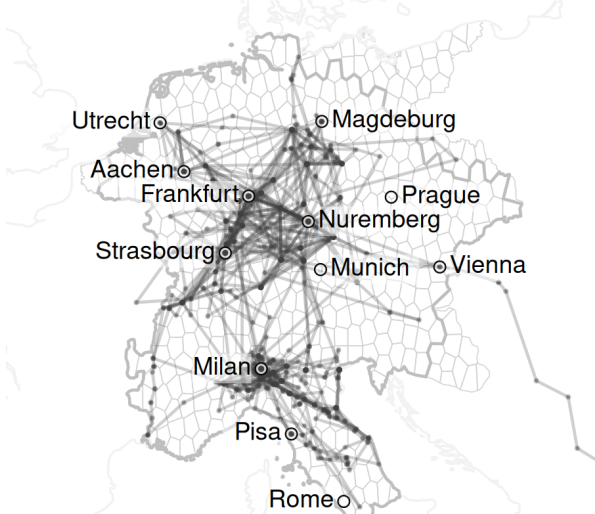 Utrecht
Magdeburg
Aachen
Frankfurt
Prague
Nuremberg
Strasbourg
Munich
Vienna
Milan
Pisa
Rome